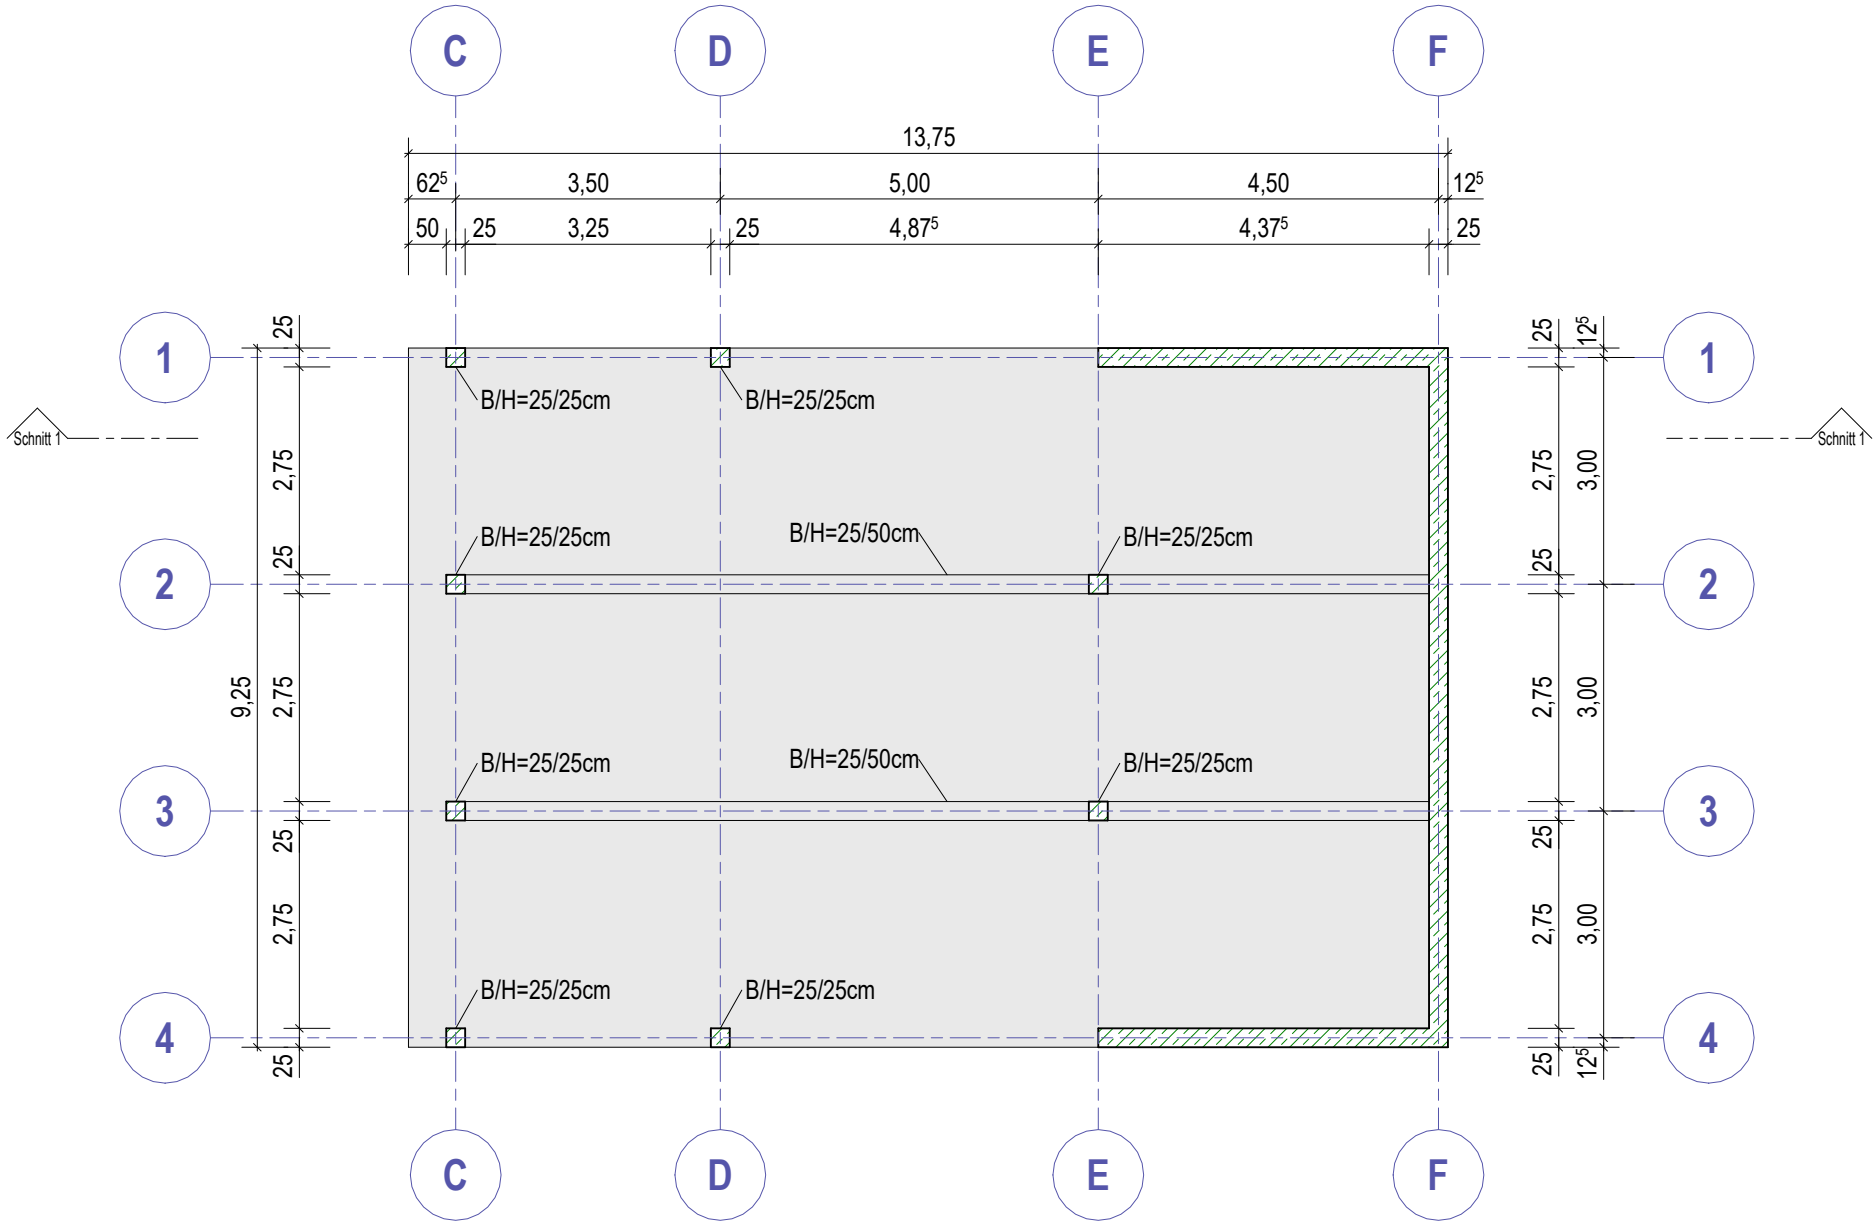 C D E F
13,75
62⁵ 3,50 5,00 4,50 12⁵
50 25 3,25 25 4,87⁵ 4,37⁵ 25
25 25 12⁵
1 1
B/H=25/25cm B/H=25/25cm
Schnitt 1 Schnitt 1
2,75 2,75 3,00
B/H=25/25cm B/H=25/50cm B/H=25/25cm
25 25
2 2
9,25 2,75 2,75 3,00
B/H=25/25cm B/H=25/50cm B/H=25/25cm
3 3
25 25
2,75 2,75 3,00
B/H=25/25cm B/H=25/25cm
4 4
25 25 12⁵
C D E F